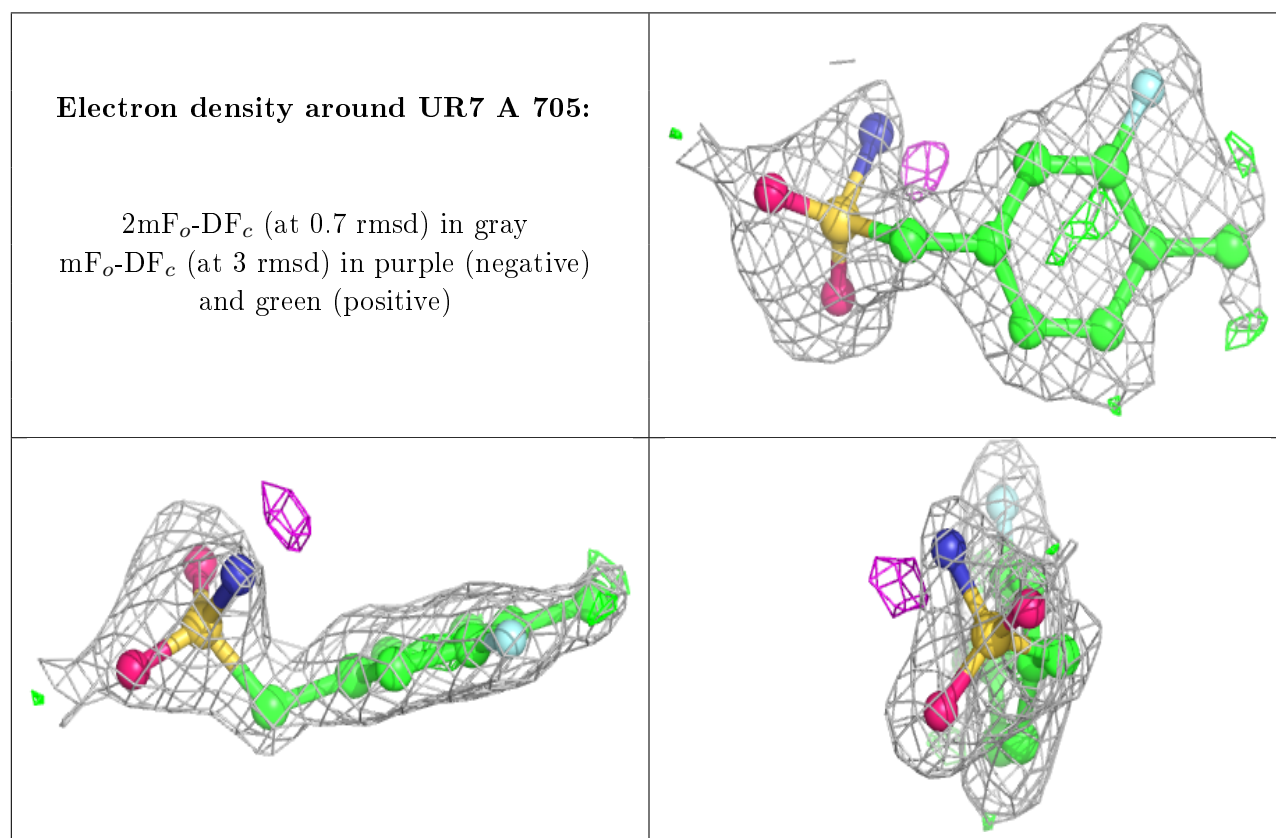 Electron density around UR7 A 705:
2mFo-DFc (at 0.7 rmsd) in gray
mFo-DFc (at 3 rmsd) in purple (negative)
and green (positive)